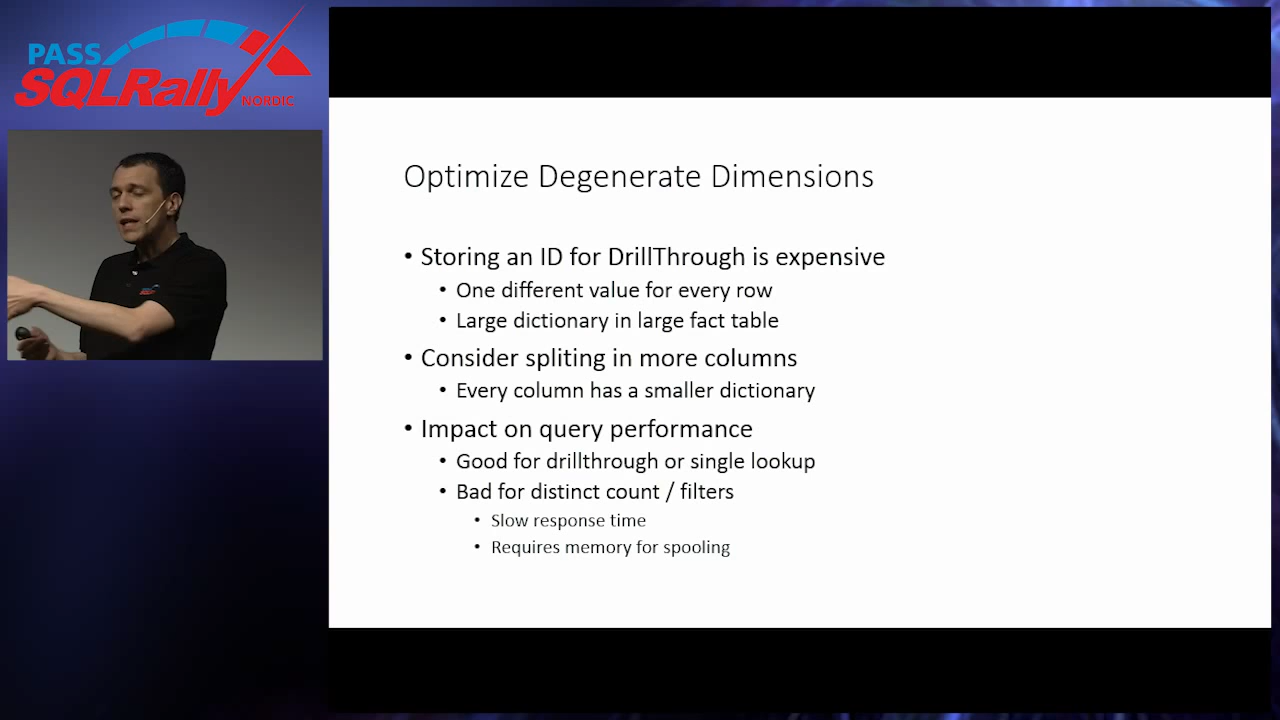 PASS
SQLRally
NORDIC
Optimize Degenerate Dimensions
• Storing an ID for DrillThrough is expensive
• One different value for every row
• Large dictionary in large fact table
• Consider spliting in more columns
• Every column has a smaller dictionary
• Impact on query performance
• Good for drillthrough or single lookup
• Bad for distinct count / filters
• Slow response time
• Requires memory for spooling